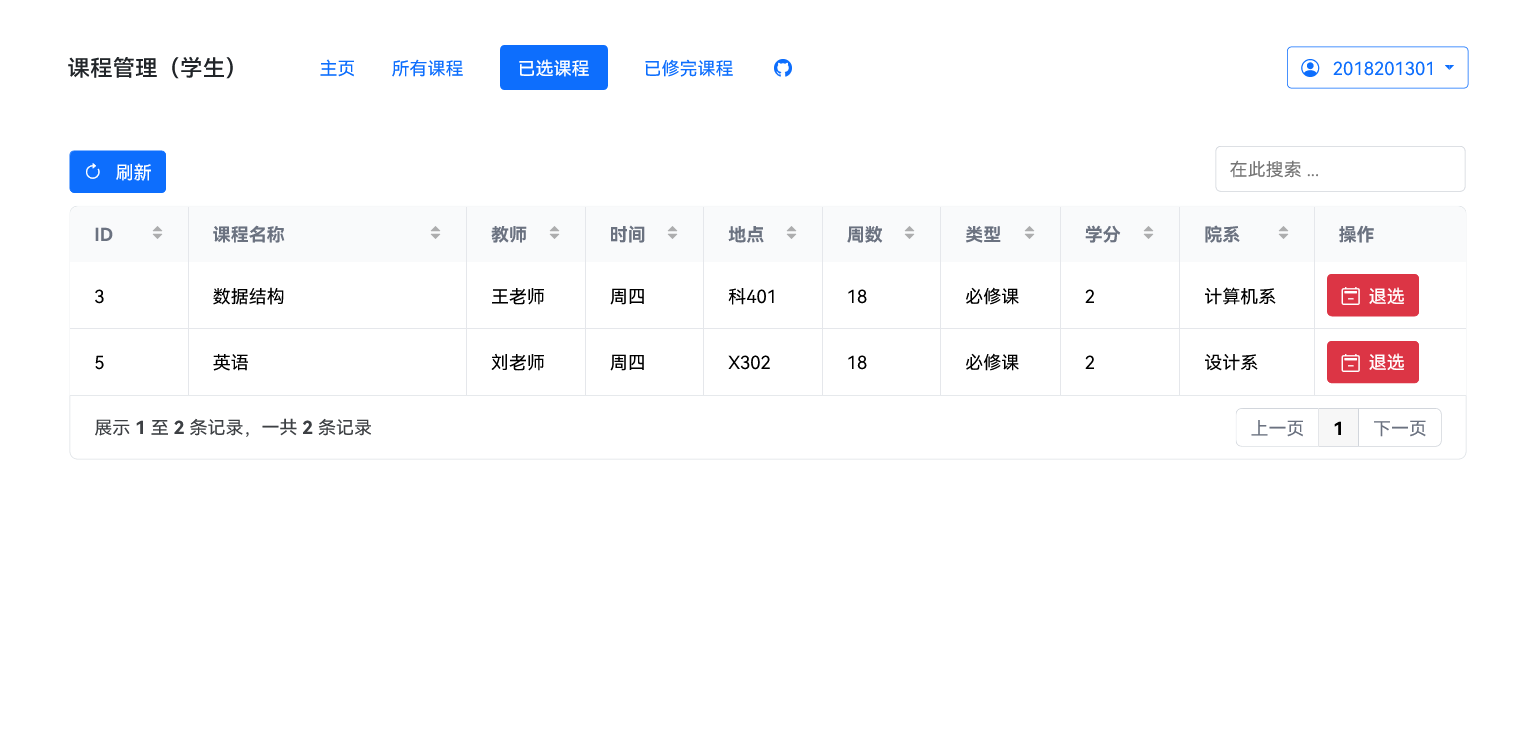 课程管理（学生） 主页 所有课程 已选课程 已修完课程 2018201301
刷新 在此搜索 ...
ID 课程名称 教师 时间 地点 周数 类型 学分 院系 操作
3 数据结构 王老师 周四 科401 18 必修课 2 计算机系 退选
5 英语 刘老师 周四 X302 18 必修课 2 设计系 退选
展示 1 至 2 条记录，一共 2 条记录 上一页 1 下一页